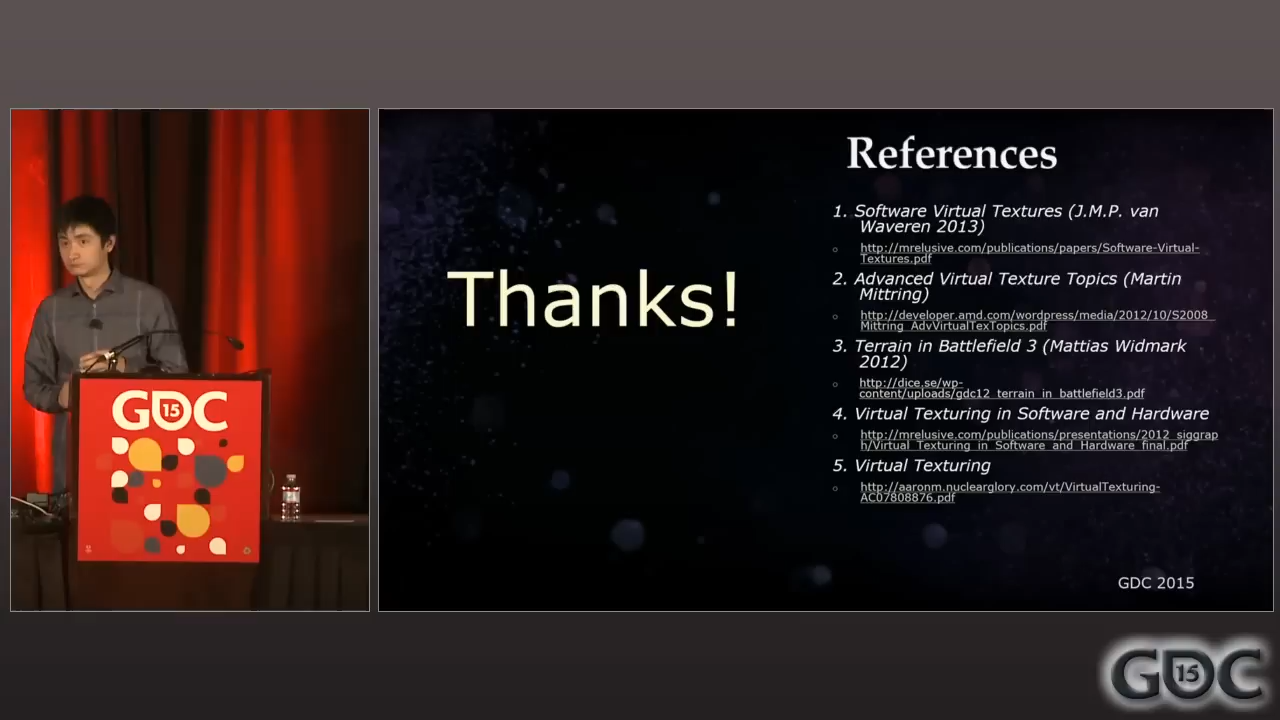 GDC
15
Thanks!
References
1. Software Virtual Textures (J.M.P. van
Waveren 2013)
http://mrelusive.com/publications/papers/Software-Virtual-
Textures.pdf
2. Advanced Virtual Texture Topics (Martin
Mittring)
http://developer.amd.com/wordpress/media/2012/10/S2008_
Mittring_AdvVirtualTexTopics.pdf
3. Terrain in Battlefield 3 (Mattias Widmark
2012)
http://dice.se/wp-
content/uploads/gdc12_terrain_in_battlefield3.pdf
4. Virtual Texturing in Software and Hardware
http://mrelusive.com/publications/presentations/2012_siggrap
h/Virtual_Texturing_in_Software_and_Hardware_final.pdf
5. Virtual Texturing
http://aaronm.nuclearglory.com/vt/VirtualTexturing-
AC07808876.pdf
GDC 2015
GDC
15